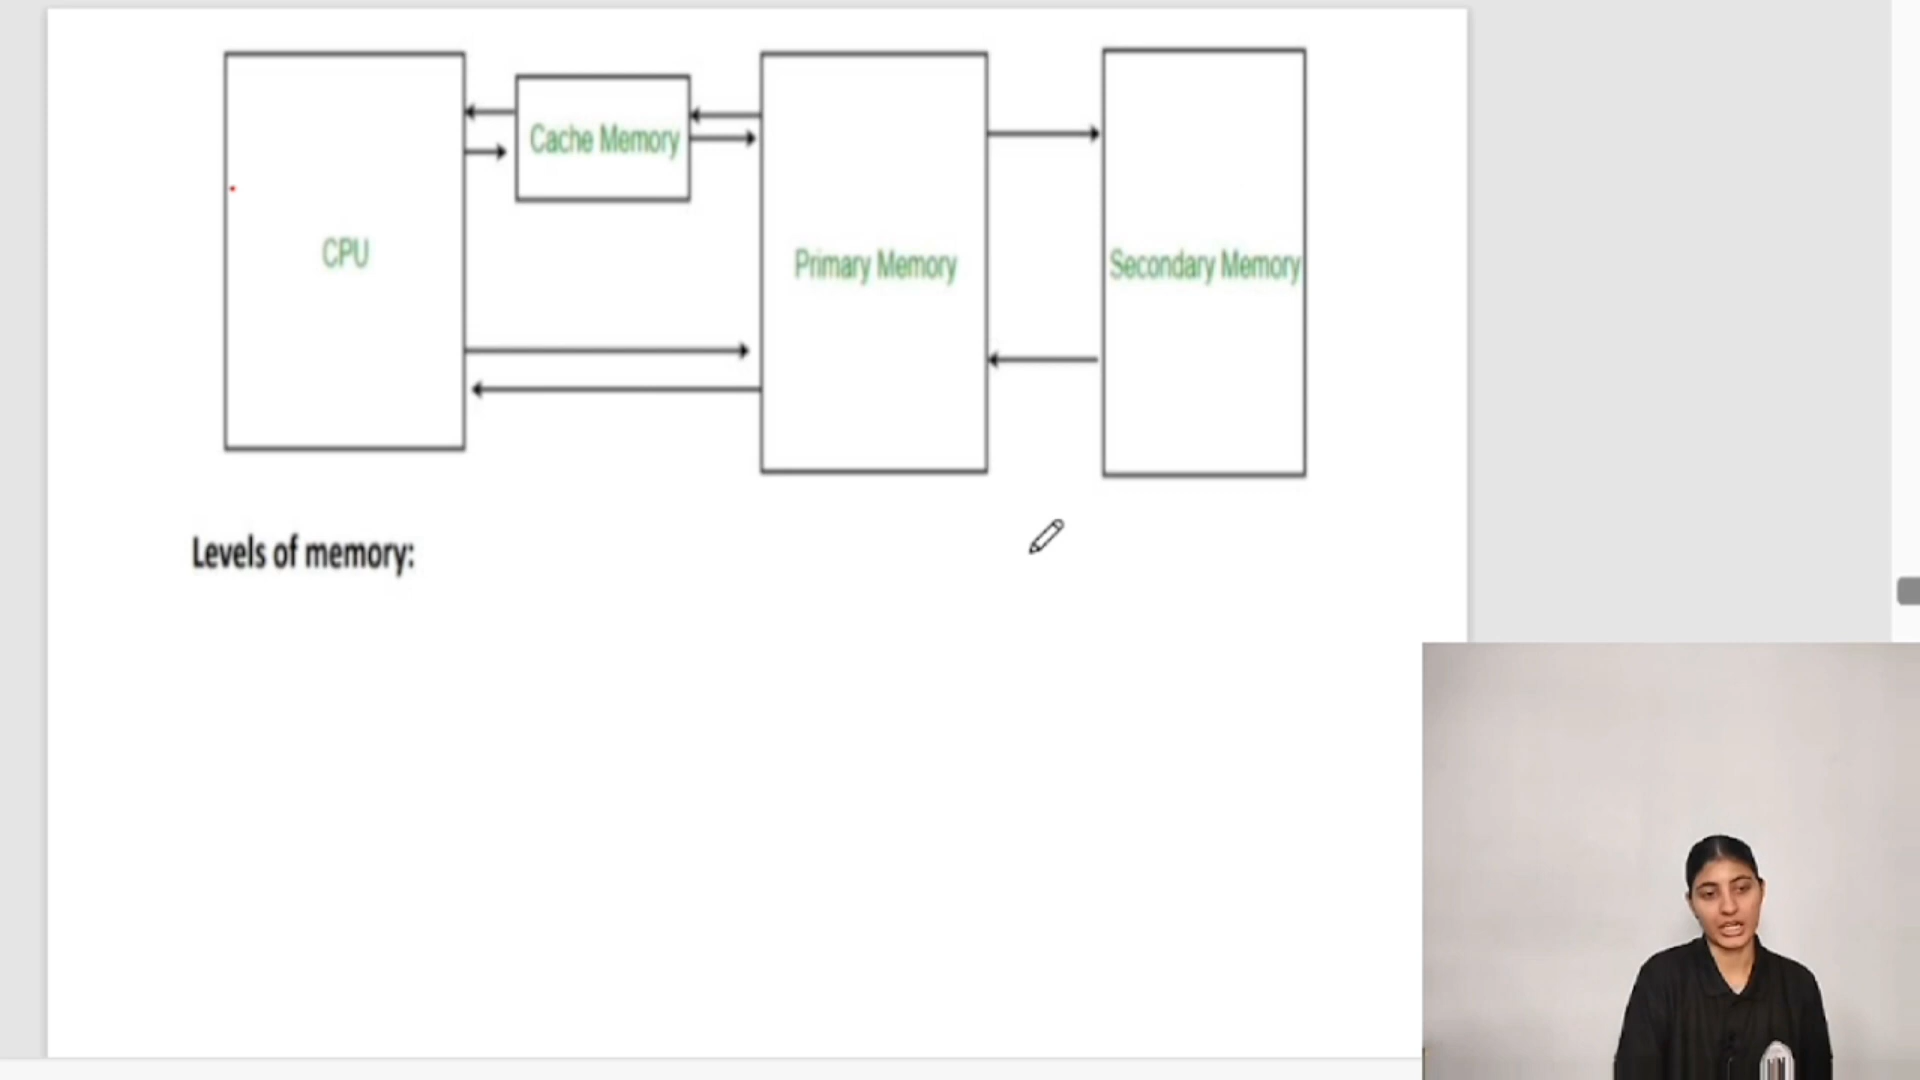 Cache Memory
CPU
Primary Memory
Secondary Memory
Levels of memory: